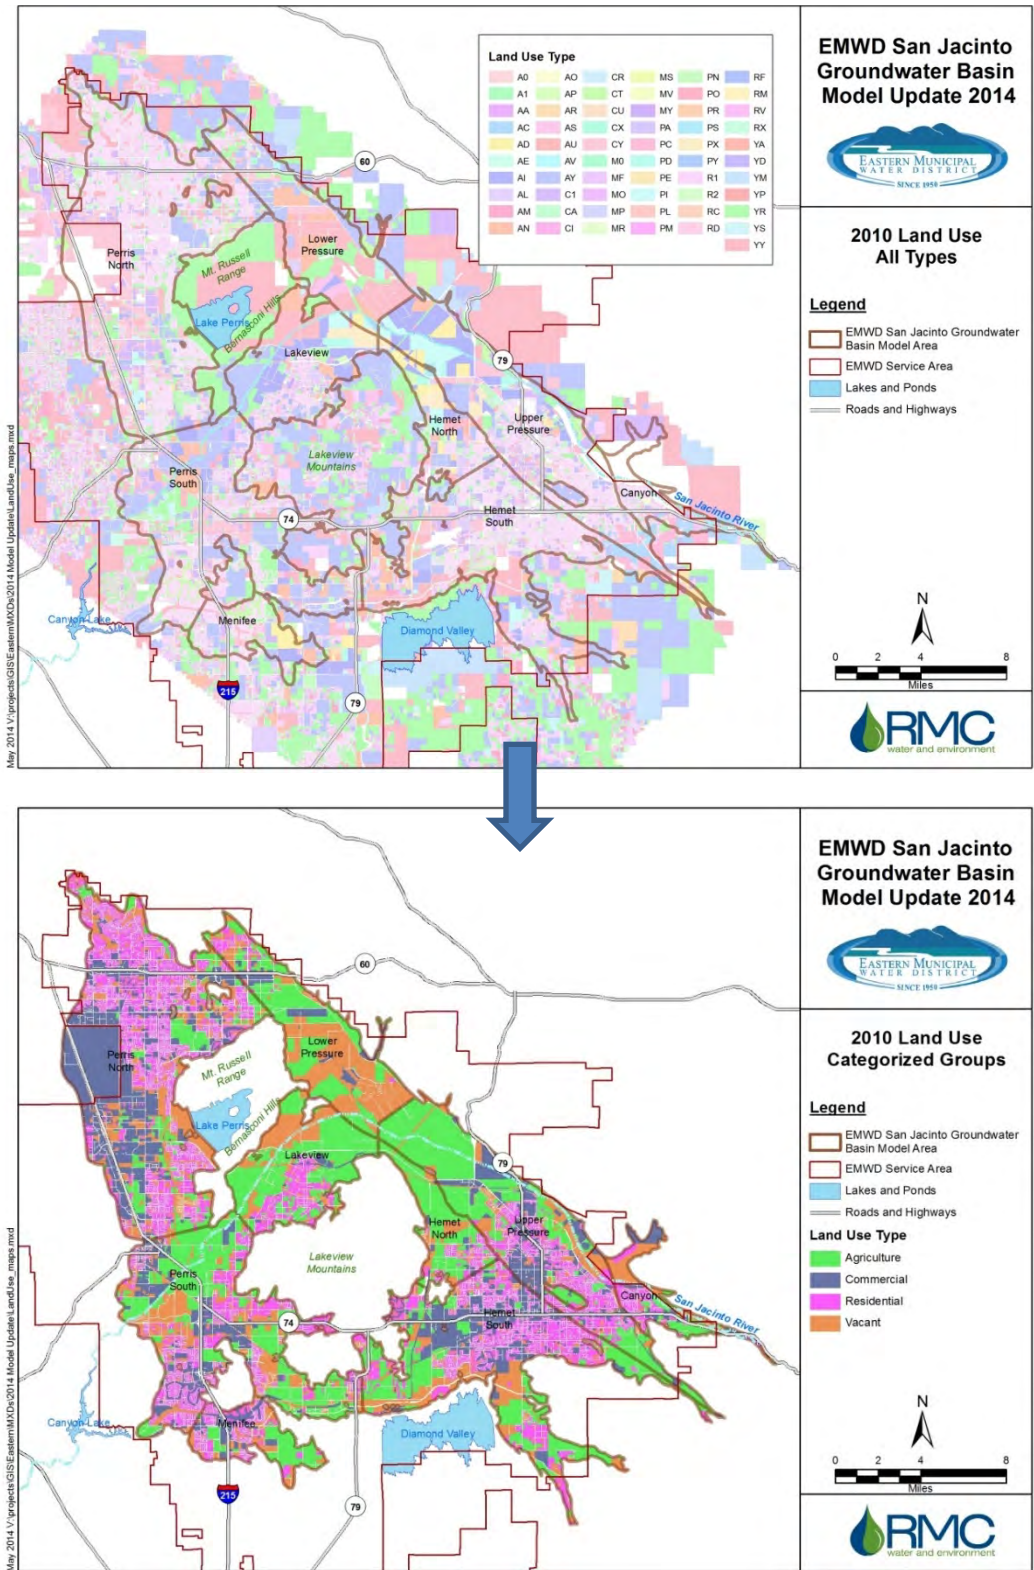 EMWD San Jacinto
Groundwater Basin
Model Update 2014
EASTERN MUNICIPAL
WATER DISTRICT
SINCE 1950
2010 Land Use
All Types
Legend
EMWD San Jacinto Groundwater
Basin Model Area
EMWD Service Area
Lakes and Ponds
Roads and Highways
N
0 2 4 8
Miles
RMC
water and environment
Land Use Type
A0 AO CR MS PN RF
A1 AP CT MV PO RM
AA AR CU MY PR RV
AC AS CX PA PS RX
AD AU CY PC PX YA
AE AV M0 PD PY YD
AI AY MF PE R1 YM
AL C1 MO PI R2 YP
AM CA MP PL RC YR
AN CI MR PM RD YS
YY
60
Perris
North
Mt. Russell
Range
Lower
Pressure
Lake Perris
Bernasconi Hills
Lakeview
79
Hemet
North
Upper
Pressure
Lakeview
Mountains
Perris
South
Canyon
San Jacinto River
74
Hemet
South
Canyon Lake
Menifee
Diamond Valley
215
79
May 2014 V:\projects\GIS\Eastern\MXDs\2014 Model Update\LandUse_maps.mxd
EMWD San Jacinto
Groundwater Basin
Model Update 2014
EASTERN MUNICIPAL
WATER DISTRICT
SINCE 1950
2010 Land Use
Categorized Groups
Legend
EMWD San Jacinto Groundwater
Basin Model Area
EMWD Service Area
Lakes and Ponds
Roads and Highways
Land Use Type
Agriculture
Commercial
Residential
Vacant
N
0 2 4 8
Miles
RMC
water and environment
60
Perris
North
Mt. Russell
Range
Lower
Pressure
Lake Perris
Bernasconi Hills
Lakeview
79
Hemet
North
Upper
Pressure
Lakeview
Mountains
Perris
South
Canyon
San Jacinto River
74
Hemet
South
Canyon Lake
Menifee
Diamond Valley
215
79
May 2014 V:\projects\GIS\Eastern\MXDs\2014 Model Update\LandUse_maps.mxd